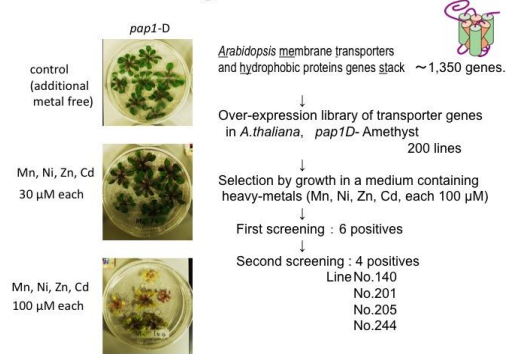 pap1-D
control
(additional
metal free)
Mn, Ni, Zn, Cd
30 µM each
Mn, Ni, Zn, Cd
100 µM each
Arabidopsis membrane transporters
and hydrophobic proteins genes stack ～1,350 genes.
↓
Over-expression library of transporter genes
in A.thaliana, pap1D- Amethyst
200 lines
↓
Selection by growth in a medium containing
heavy-metals (Mn, Ni, Zn, Cd, each 100 µM)
↓
First screening : 6 positives
↓
Second screening : 4 positives
Line No.140
No.201
No.205
No.244